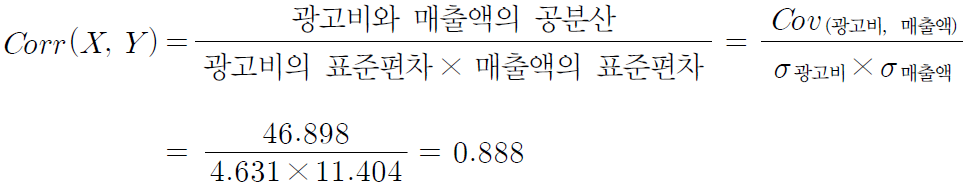 Corr(X, Y) = 광고비와 매출액의 공분산 / 광고비의 표준편차 × 매출액의 표준편차 = Cov(광고비, 매출액) / σ광고비 × σ매출액
= 46.898 / 4.631 × 11.404 = 0.888